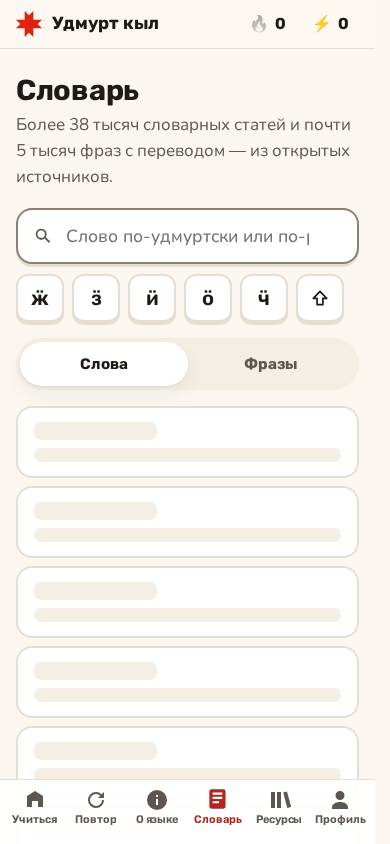 Удмурт кыл
0
0
Словарь
Более 38 тысяч словарных статей и почти
5 тысяч фраз с переводом — из открытых
источников.
Слово по-удмуртски или по-р
ӝ
ӟ
ӥ
ӧ
ӵ
Слова
Фразы
Учиться
Повтор
О языке
Словарь
Ресурсы
Профиль